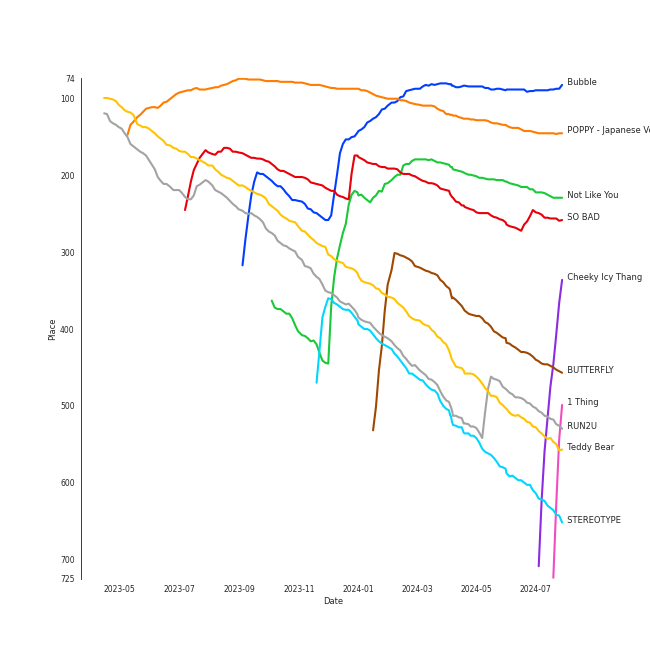 74
100
200
300
400
500
600
700
725
Place
2023-05
2023-07
2023-09
2023-11
2024-01
2024-03
2024-05
2024-07
Date
Bubble
POPPY - Japanese Ve
Not Like You
SO BAD
Cheeky Icy Thang
BUTTERFLY
1 Thing
RUN2U
Teddy Bear
STEREOTYPE